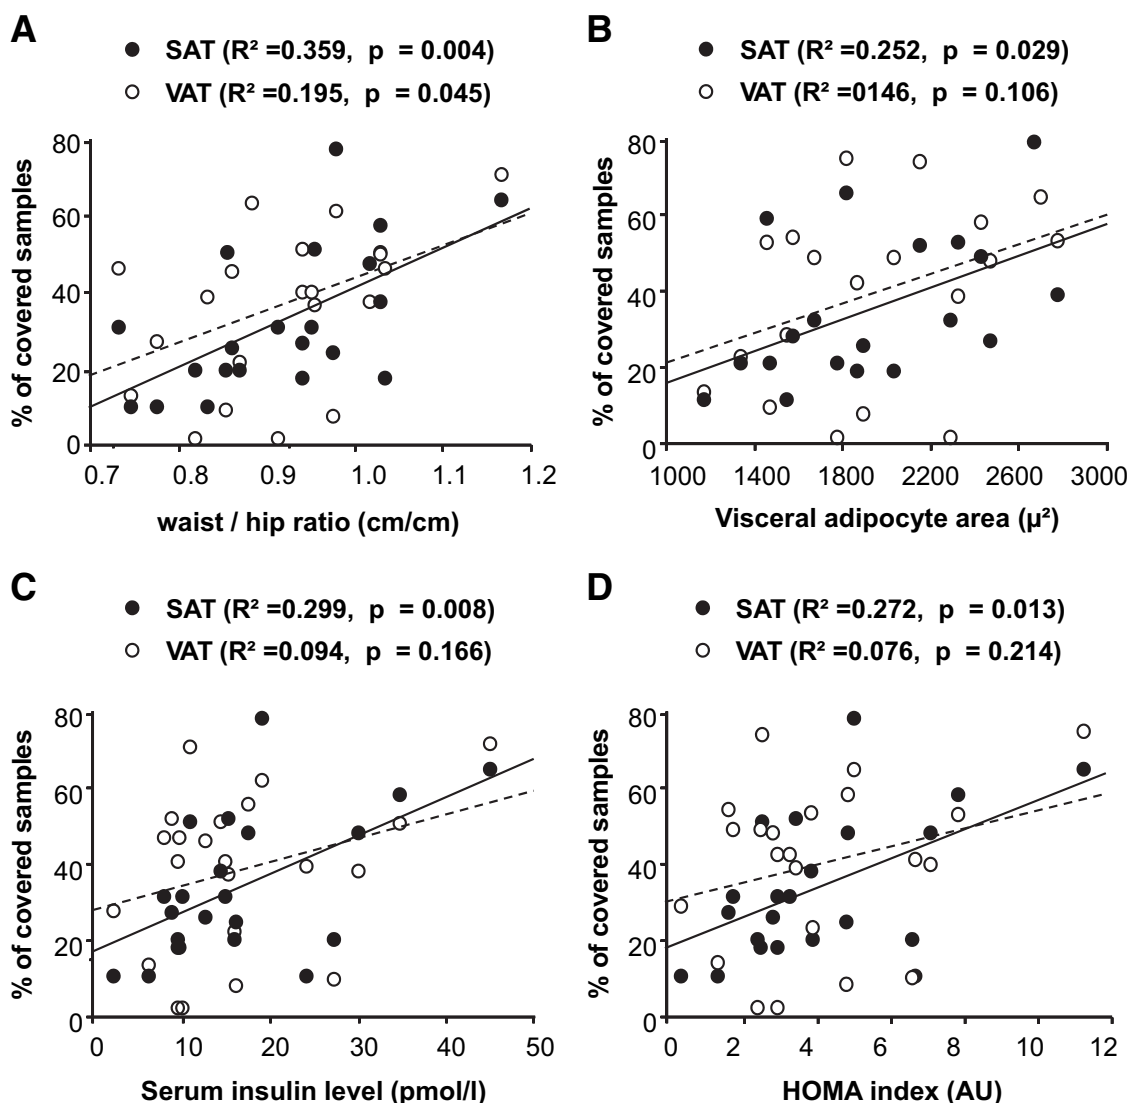 A
SAT (R² =0.359, p = 0.004)
VAT (R² =0.195, p = 0.045)
% of covered samples
80
60
40
20
0
0.7 0.8 0.9 1.0 1.1 1.2
waist / hip ratio (cm/cm)
B
SAT (R² =0.252, p = 0.029)
VAT (R² =0146, p = 0.106)
% of covered samples
80
60
40
20
0
1000 1400 1800 2200 2600 3000
Visceral adipocyte area (µ²)
C
SAT (R² =0.299, p = 0.008)
VAT (R² =0.094, p = 0.166)
% of covered samples
80
60
40
20
0
0 10 20 30 40 50
Serum insulin level (pmol/l)
D
SAT (R² =0.272, p = 0.013)
VAT (R² =0.076, p = 0.214)
% of covered samples
80
60
40
20
0
0 2 4 6 8 10 12
HOMA index (AU)